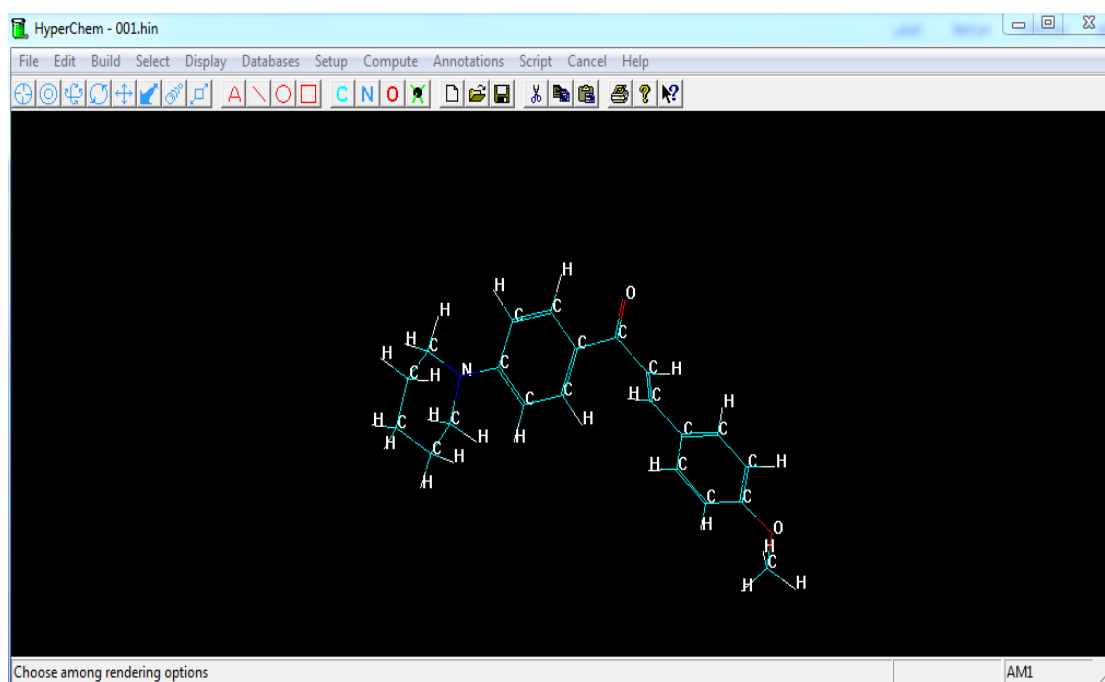 HyperChem - 001.hin
File Edit Build Select Display Databases Setup Compute Annotations Script Cancel Help
A C N O ? ?
H
H
O
H C
C
C
H C C
H C
N
C H C H
C H C
C H
H C H C H
H C H H C C
H H C C H
H
C C
H O
H
C
H H
Choose among rendering options AM1